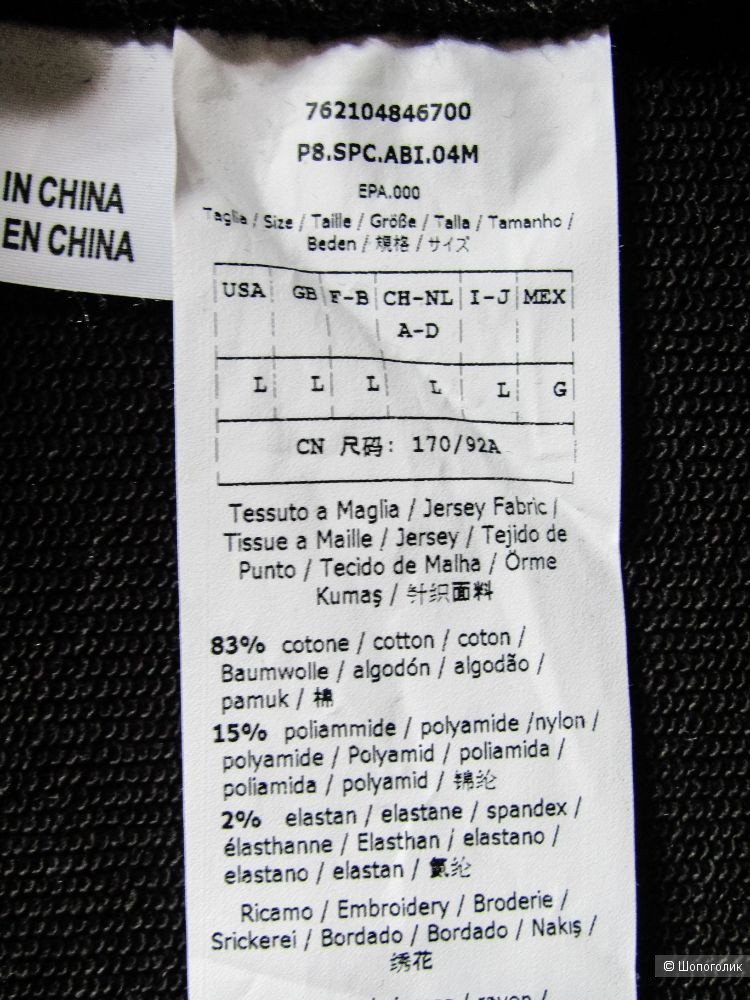 IN CHINA
EN CHINA
762104846700
P8.SPC.ABI.04M
EPA.000
Taglia / Size / Taille / Größe / Talla / Tamanho /
Beden / 規格 / サイズ
USA GB F-B CH-NL I-J MEX
A-D
L L L L L G
CN 尺码: 170/92A
Tessuto a Maglia / Jersey Fabric /
Tissue a Maille / Jersey / Tejido de
Punto / Tecido de Malha / Örme
Kumaş / 针织面料
83% cotone / cotton / coton /
Baumwolle / algodón / algodão /
pamuk / 棉
15% poliammide / polyamide /nylon /
polyamide / Polyamid / poliamida /
poliamida / polyamid / 锦纶
2% elastan / elastane / spandex /
élasthanne / Elasthan / elastano /
elastano / elastan / 氨纶
Ricamo / Embroidery / Broderie /
Srickerei / Bordado / Bordado / Nakış /
绣花
© Шопоголик